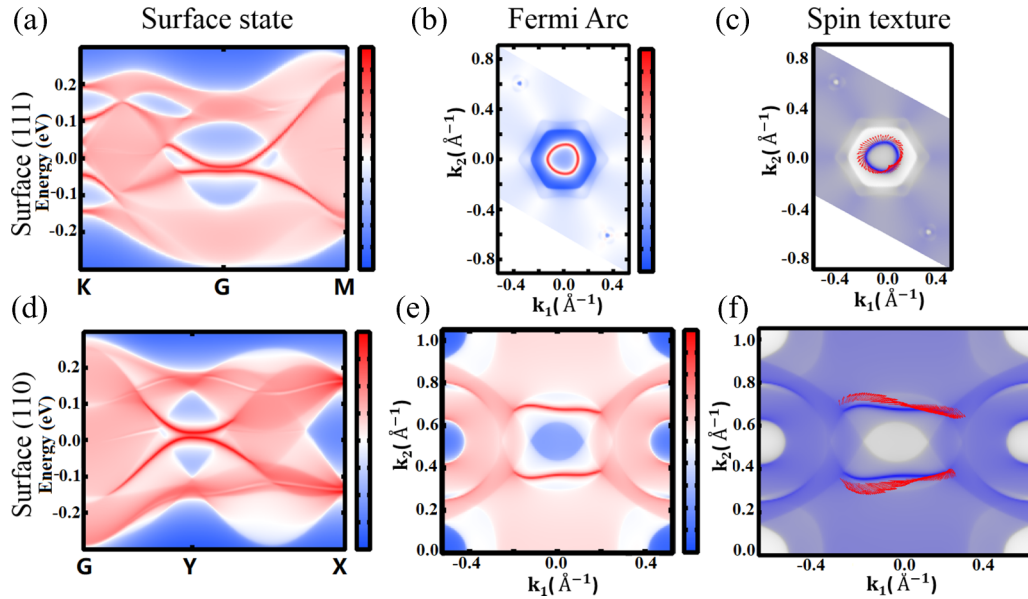 (a) Surface state (b) Fermi Arc (c) Spin texture
Surface (111)
Energy (eV)
0.2
0.1
0.0
-0.1
-0.2
K G M
k₂( Å⁻¹)
0.8
0.4
0.0
-0.4
-0.8
-0.4 0.0 0.4
k₁( Å⁻¹)
k₂( Å⁻¹)
0.8
0.4
0.0
-0.4
-0.8
-0.4 0.0 0.4
k₁( Å⁻¹)
(d) (e) (f)
Surface (110)
Energy (eV)
0.2
0.1
0.0
-0.1
-0.2
G Y X
k₂( Å⁻¹)
1.0
0.8
0.6
0.4
0.2
0.0
-0.4 0.0 0.4
k₁( Å⁻¹)
k₂( Å⁻¹)
1.0
0.8
0.6
0.4
0.2
0.0
-0.4 0.0 0.4
k₁( Å⁻¹)